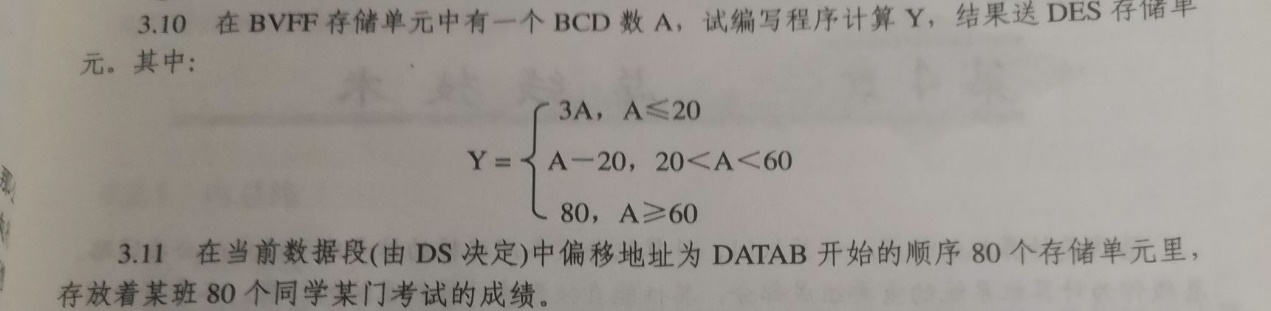 3.10 在 BVFF 存储单元中有一个 BCD 数 A，试编写程序计算 Y，结果送 DES 存储单
元。其中：
3A，A≤20
Y = A－20，20＜A＜60
80，A≥60
3.11 在当前数据段(由 DS 决定)中偏移地址为 DATAB 开始的顺序 80 个存储单元里，
存放着某班 80 个同学某门考试的成绩。